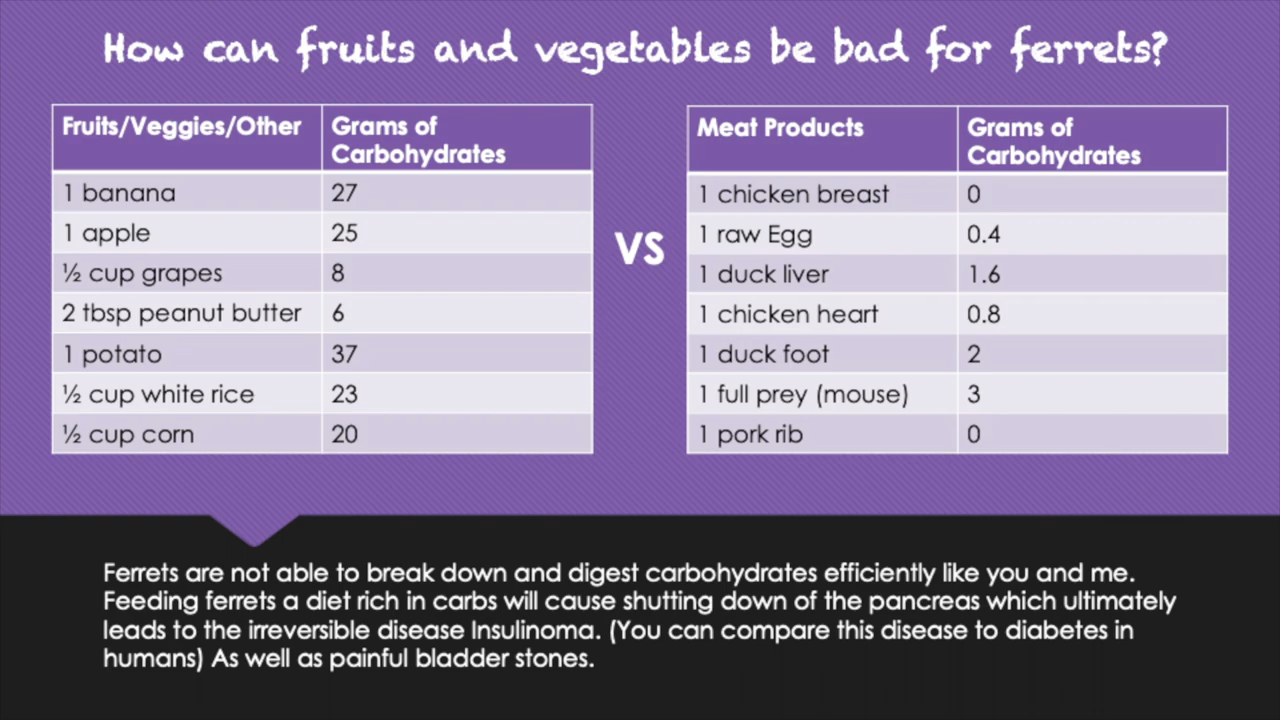 How can fruits and vegetables be bad for ferrets?
Fruits/Veggies/Other Grams of
Carbohydrates
1 banana 27
1 apple 25
½ cup grapes 8
2 tbsp peanut butter 6
1 potato 37
½ cup white rice 23
½ cup corn 20
VS
Meat Products Grams of
Carbohydrates
1 chicken breast 0
1 raw Egg 0.4
1 duck liver 1.6
1 chicken heart 0.8
1 duck foot 2
1 full prey (mouse) 3
1 pork rib 0
Ferrets are not able to break down and digest carbohydrates efficiently like you and me.
Feeding ferrets a diet rich in carbs will cause shutting down of the pancreas which ultimately
leads to the irreversible disease Insulinoma. (You can compare this disease to diabetes in
humans) As well as painful bladder stones.